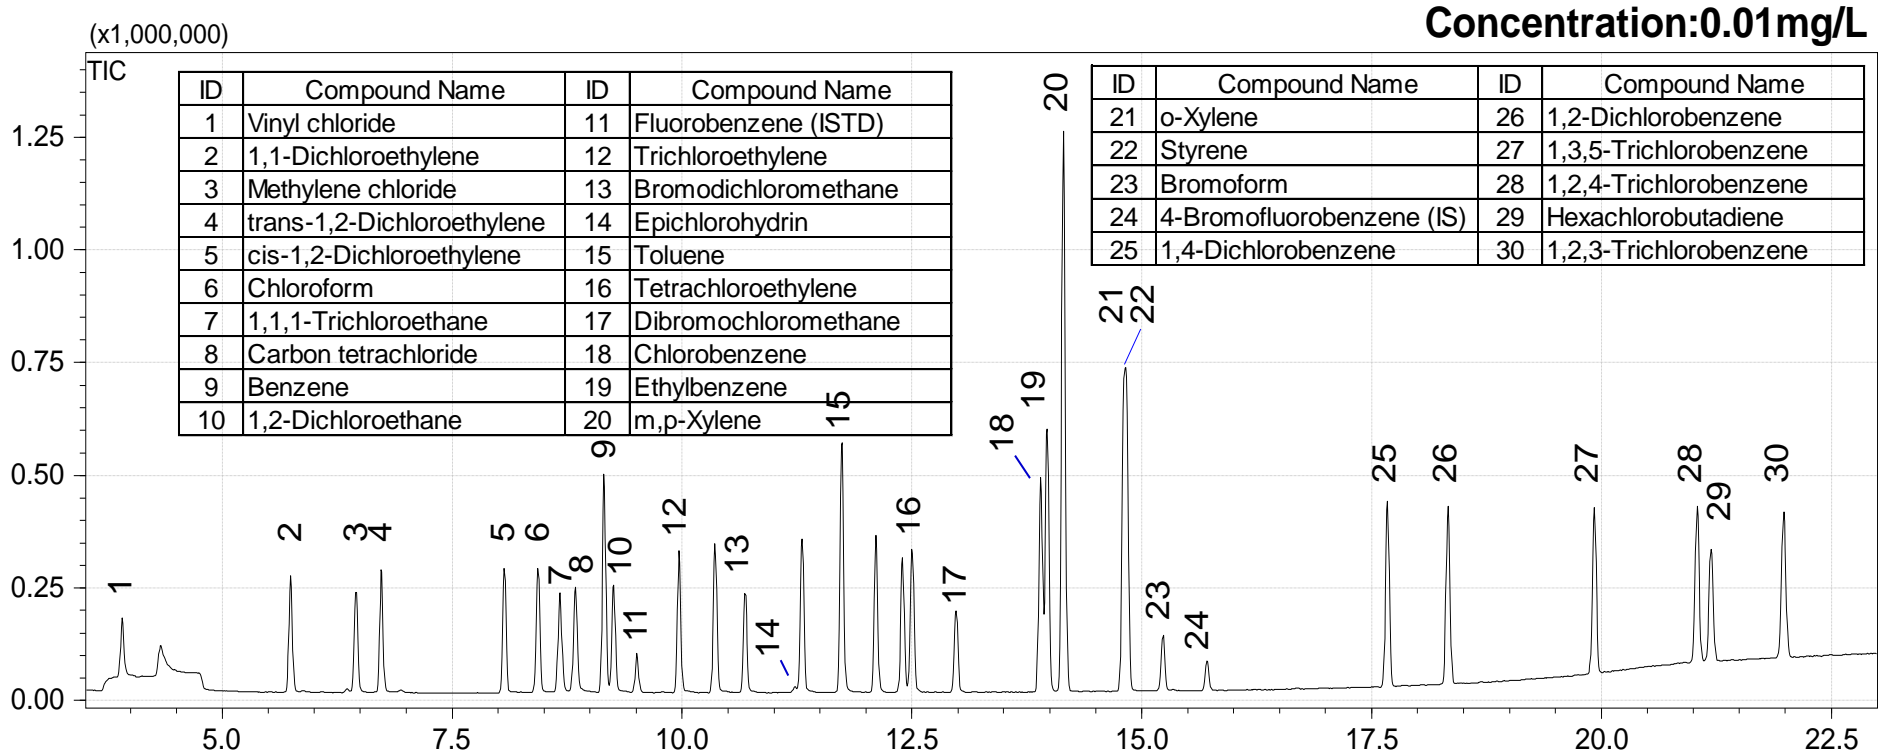 Concentration:0.01mg/L
(x1,000,000)
TIC
ID Compound Name ID Compound Name
1 Vinyl chloride 11 Fluorobenzene (ISTD)
2 1,1-Dichloroethylene 12 Trichloroethylene
3 Methylene chloride 13 Bromodichloromethane
4 trans-1,2-Dichloroethylene 14 Epichlorohydrin
5 cis-1,2-Dichloroethylene 15 Toluene
6 Chloroform 16 Tetrachloroethylene
7 1,1,1-Trichloroethane 17 Dibromochloromethane
8 Carbon tetrachloride 18 Chlorobenzene
9 Benzene 19 Ethylbenzene
10 1,2-Dichloroethane 20 m,p-Xylene
ID Compound Name ID Compound Name
21 o-Xylene 26 1,2-Dichlorobenzene
22 Styrene 27 1,3,5-Trichlorobenzene
23 Bromoform 28 1,2,4-Trichlorobenzene
24 4-Bromofluorobenzene (IS) 29 Hexachlorobutadiene
25 1,4-Dichlorobenzene 30 1,2,3-Trichlorobenzene
1.25
1.00
0.75
0.50
0.25
0.00
1
2
3
4
5
6
7
8
9
10
11
12
13
14
15
16
17
18
19
20
21
22
23
24
25
26
27
28
29
30
5.0 7.5 10.0 12.5 15.0 17.5 20.0 22.5